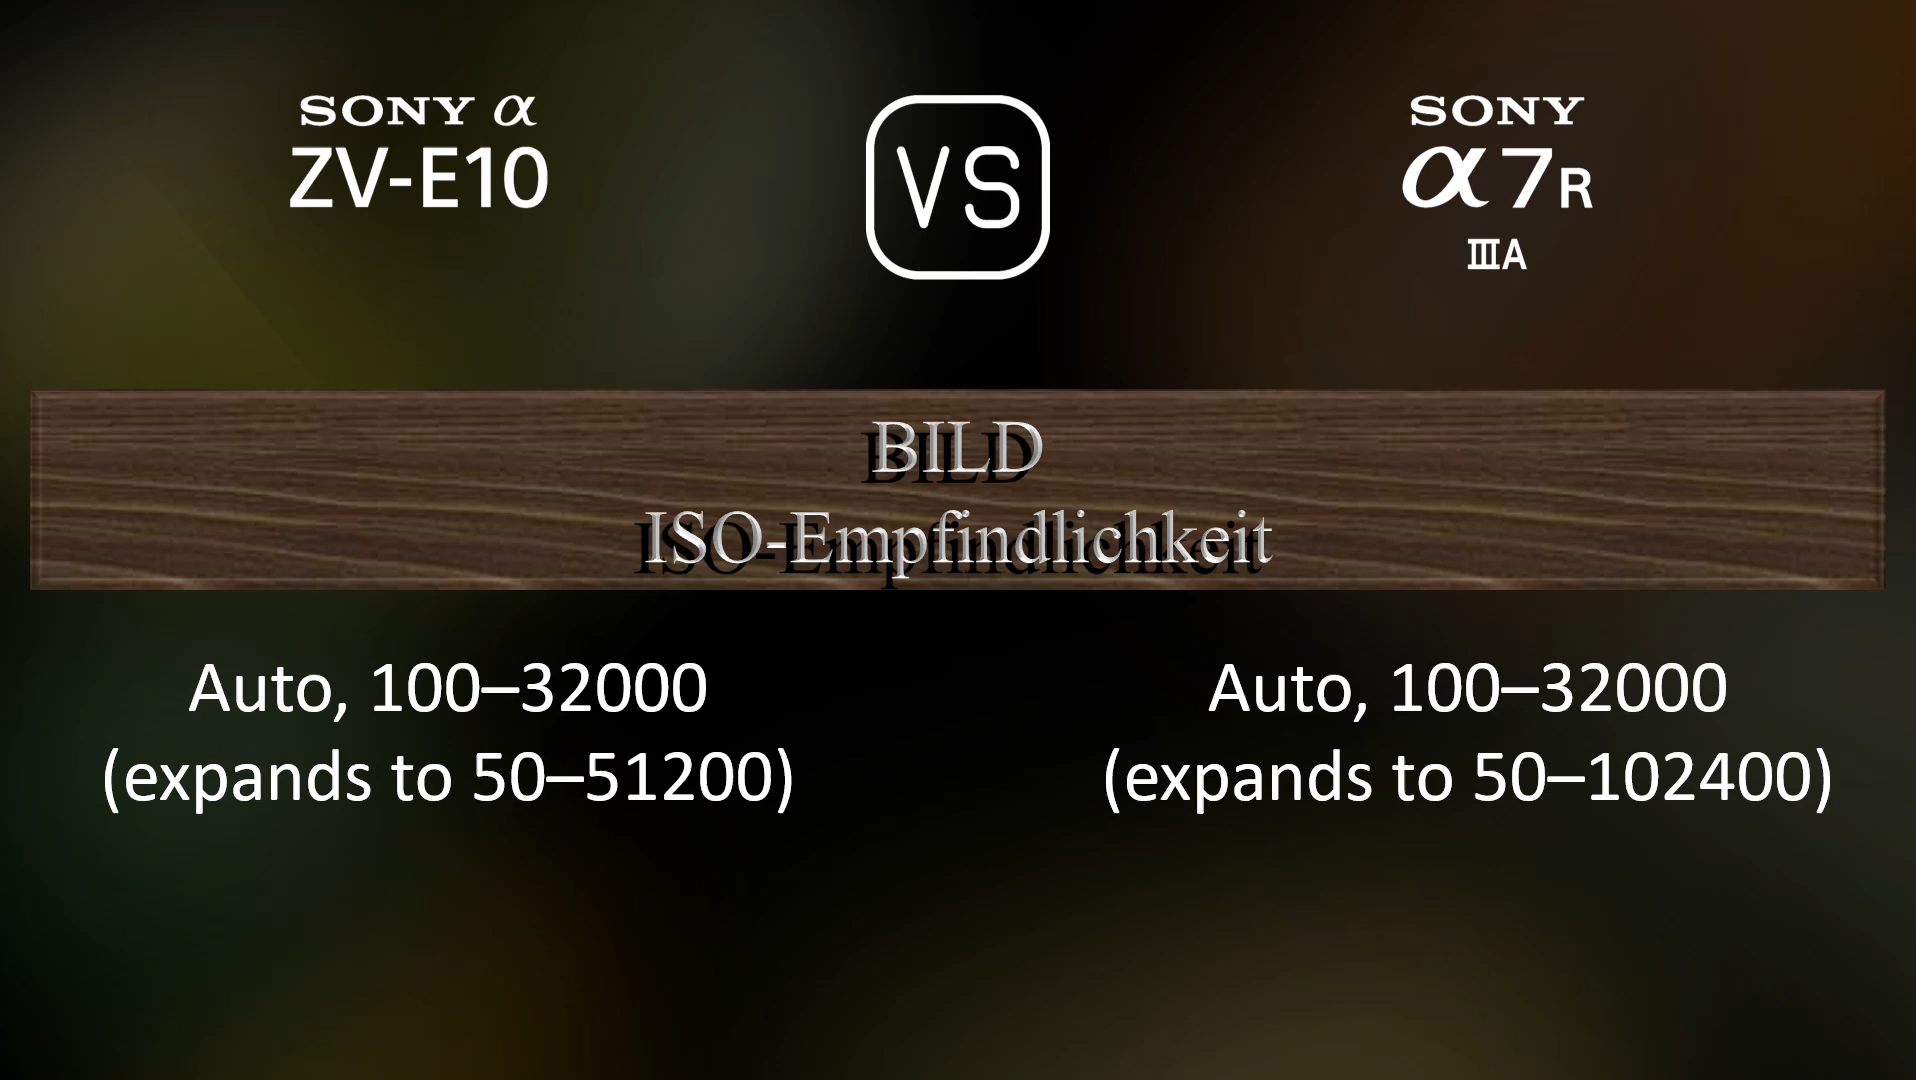 SONY α
ZV-E10
VS
SONY
α7R
IIIA
BILD
ISO-Empfindlichkeit
Auto, 100–32000
(expands to 50–51200)
Auto, 100–32000
(expands to 50–102400)